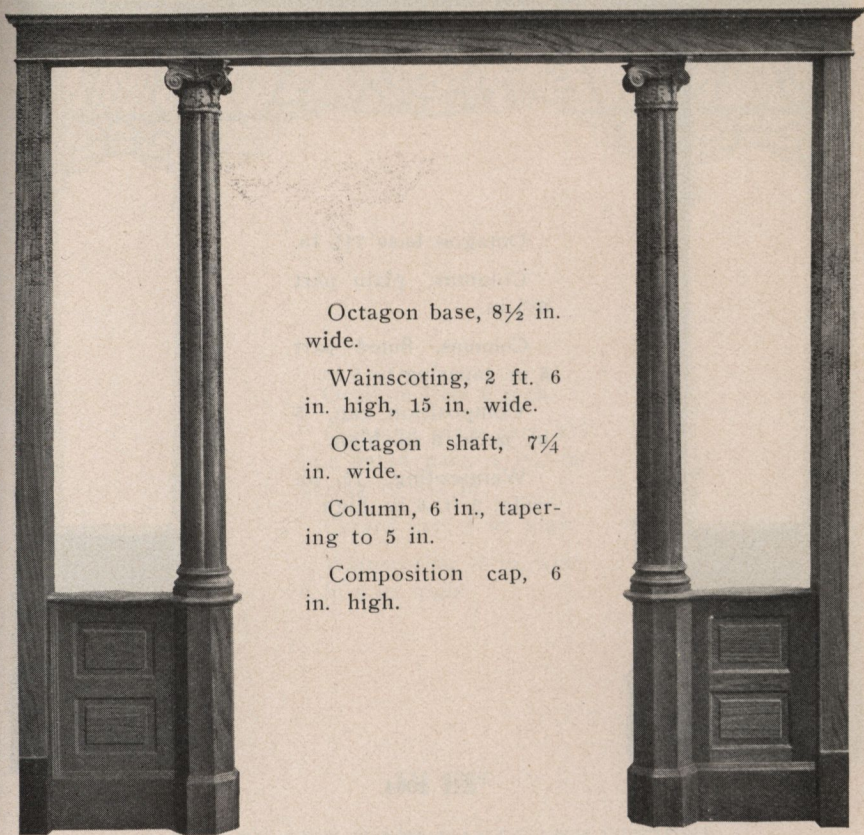 Octagon base, 8½ in.
wide.
Wainscoting, 2 ft. 6
in. high, 15 in. wide.
Octagon shaft, 7¼
in. wide.
Column, 6 in., taper-
ing to 5 in.
Composition cap, 6
in. high.